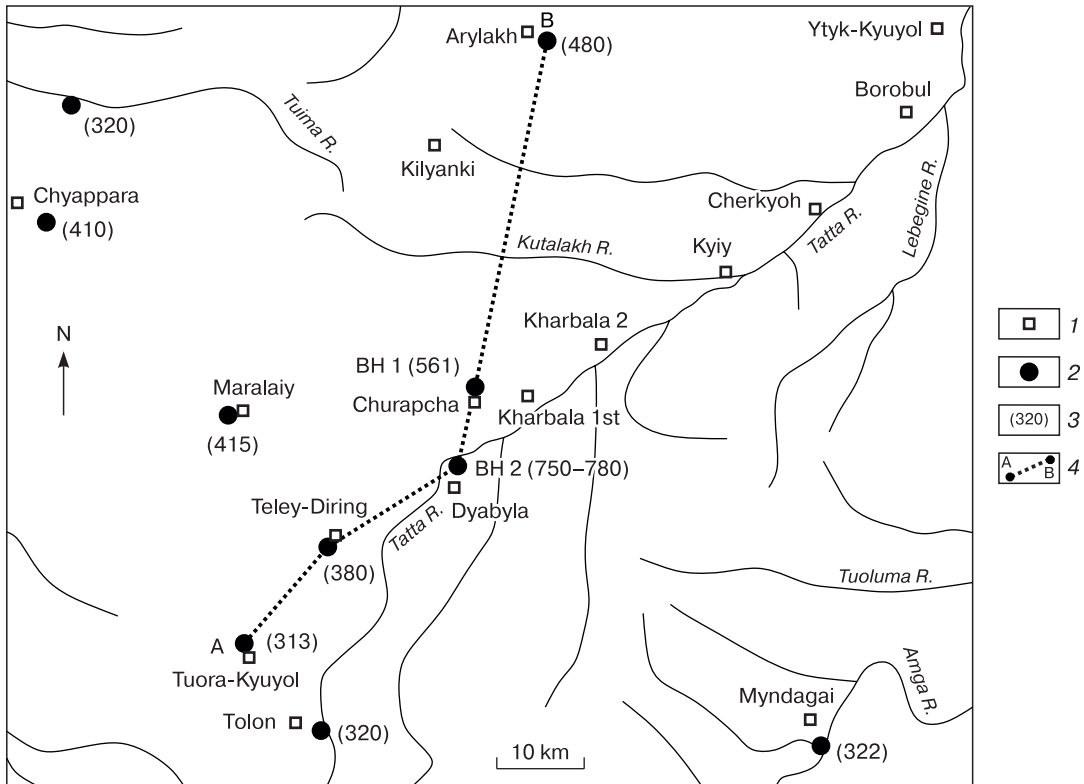 B
Arylakh
(480)
Ytyk-Kyuyol
Borobul
Tuima R.
(320)
Kilyanki
Lebegine R.
Chyappara
(410)
Cherkyoh
Tatta R.
Kutalakh R.
Kyiy
N
Kharbala 2
1
BH 1 (561)
2
Maralaiy
Churapcha
Kharbala 1st
(320) 3
(415)
A B 4
BH 2 (750–780)
Teley-Diring
Dyabyla
Tatta R.
(380)
Tuoluma R.
A
(313)
Tuora-Kyuyol
Amga R.
Myndagai
Tolon
(320)
10 km
(322)